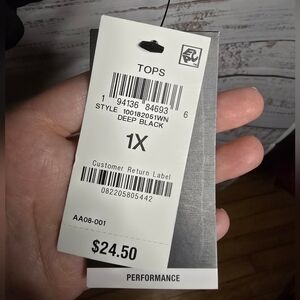 TOPS
1 94136 84693 6
STYLE 100182051WN
DEEP BLACK
1X
Customer Return Label
082205805442
AA08-001
$24.50
PERFORMANCE